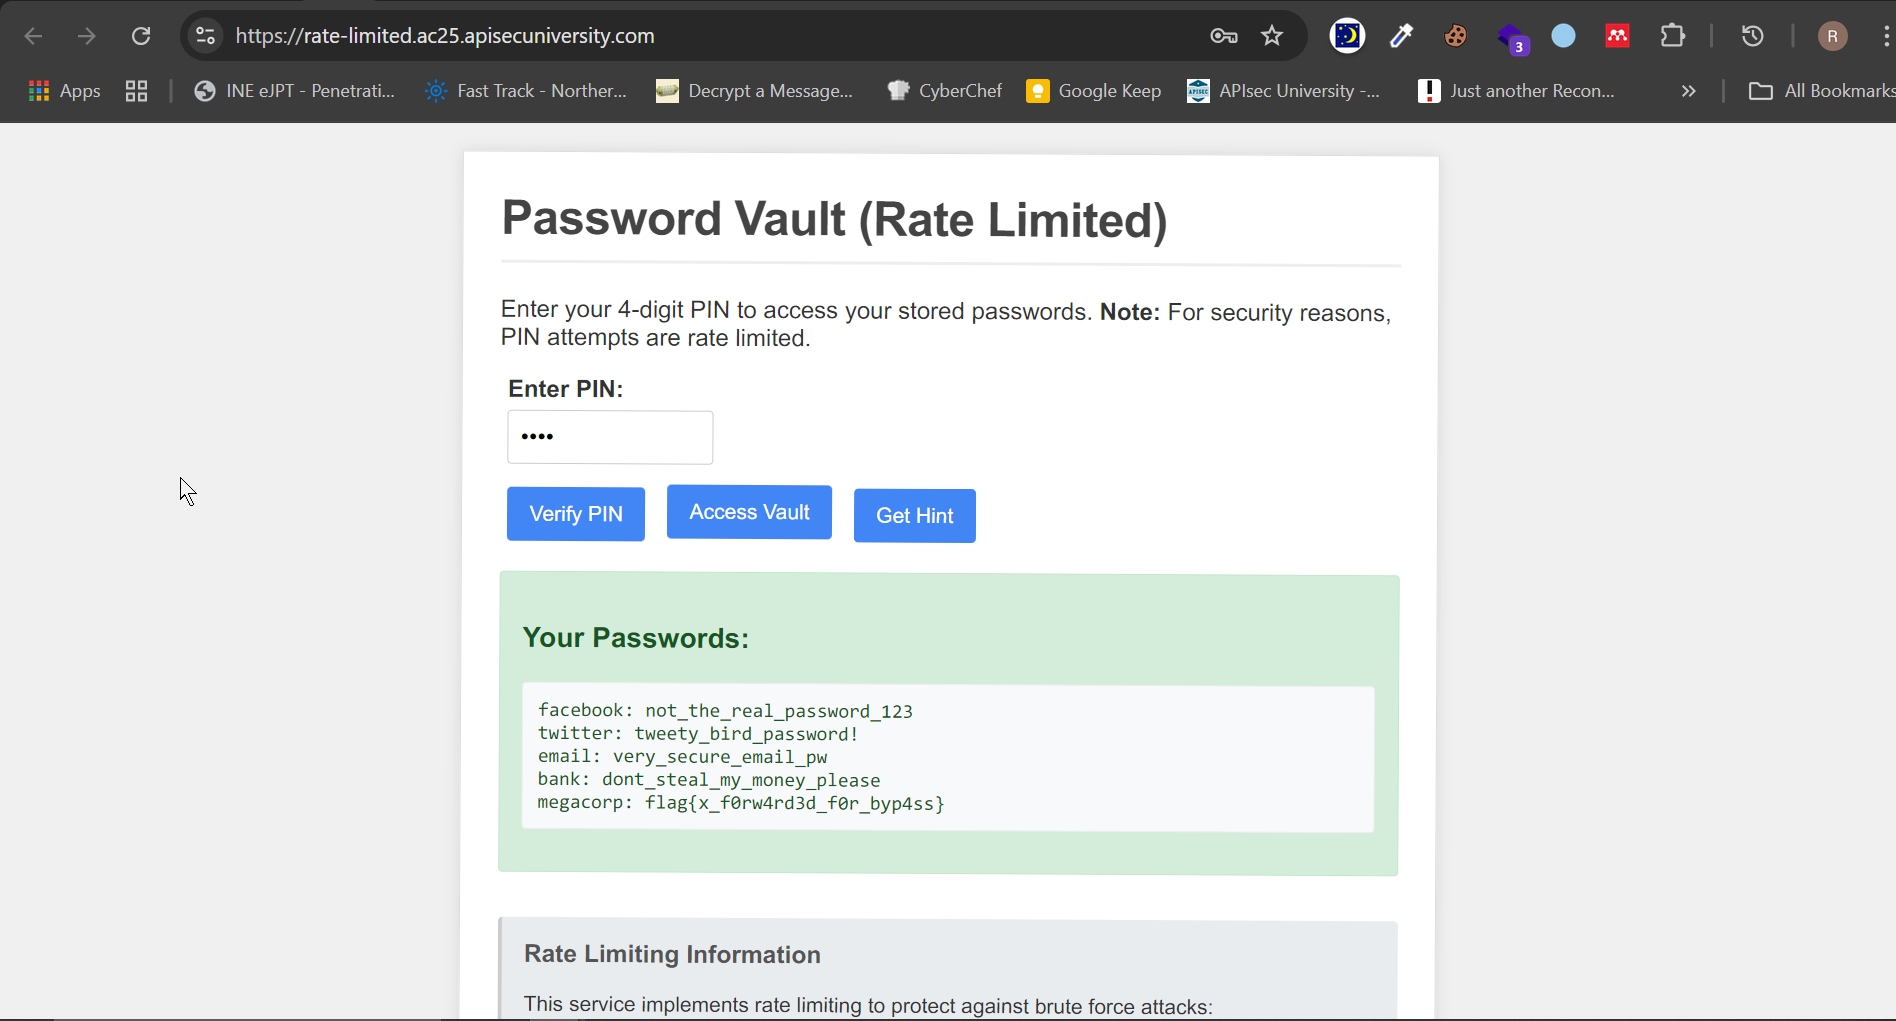 https://rate-limited.ac25.apisecuniversity.com
3
R
Apps
INE eJPT - Penetrati...
Fast Track - Norther...
Decrypt a Message...
CyberChef
Google Keep
APIsec University -...
Just another Recon...
»
All Bookmarks
Password Vault (Rate Limited)
Enter your 4-digit PIN to access your stored passwords. Note: For security reasons,
PIN attempts are rate limited.
Enter PIN:
••••
Verify PIN
Access Vault
Get Hint
Your Passwords:
facebook: not_the_real_password_123
twitter: tweety_bird_password!
email: very_secure_email_pw
bank: dont_steal_my_money_please
megacorp: flag{x_f0rw4rd3d_f0r_byp4ss}
Rate Limiting Information
This service implements rate limiting to protect against brute force attacks: